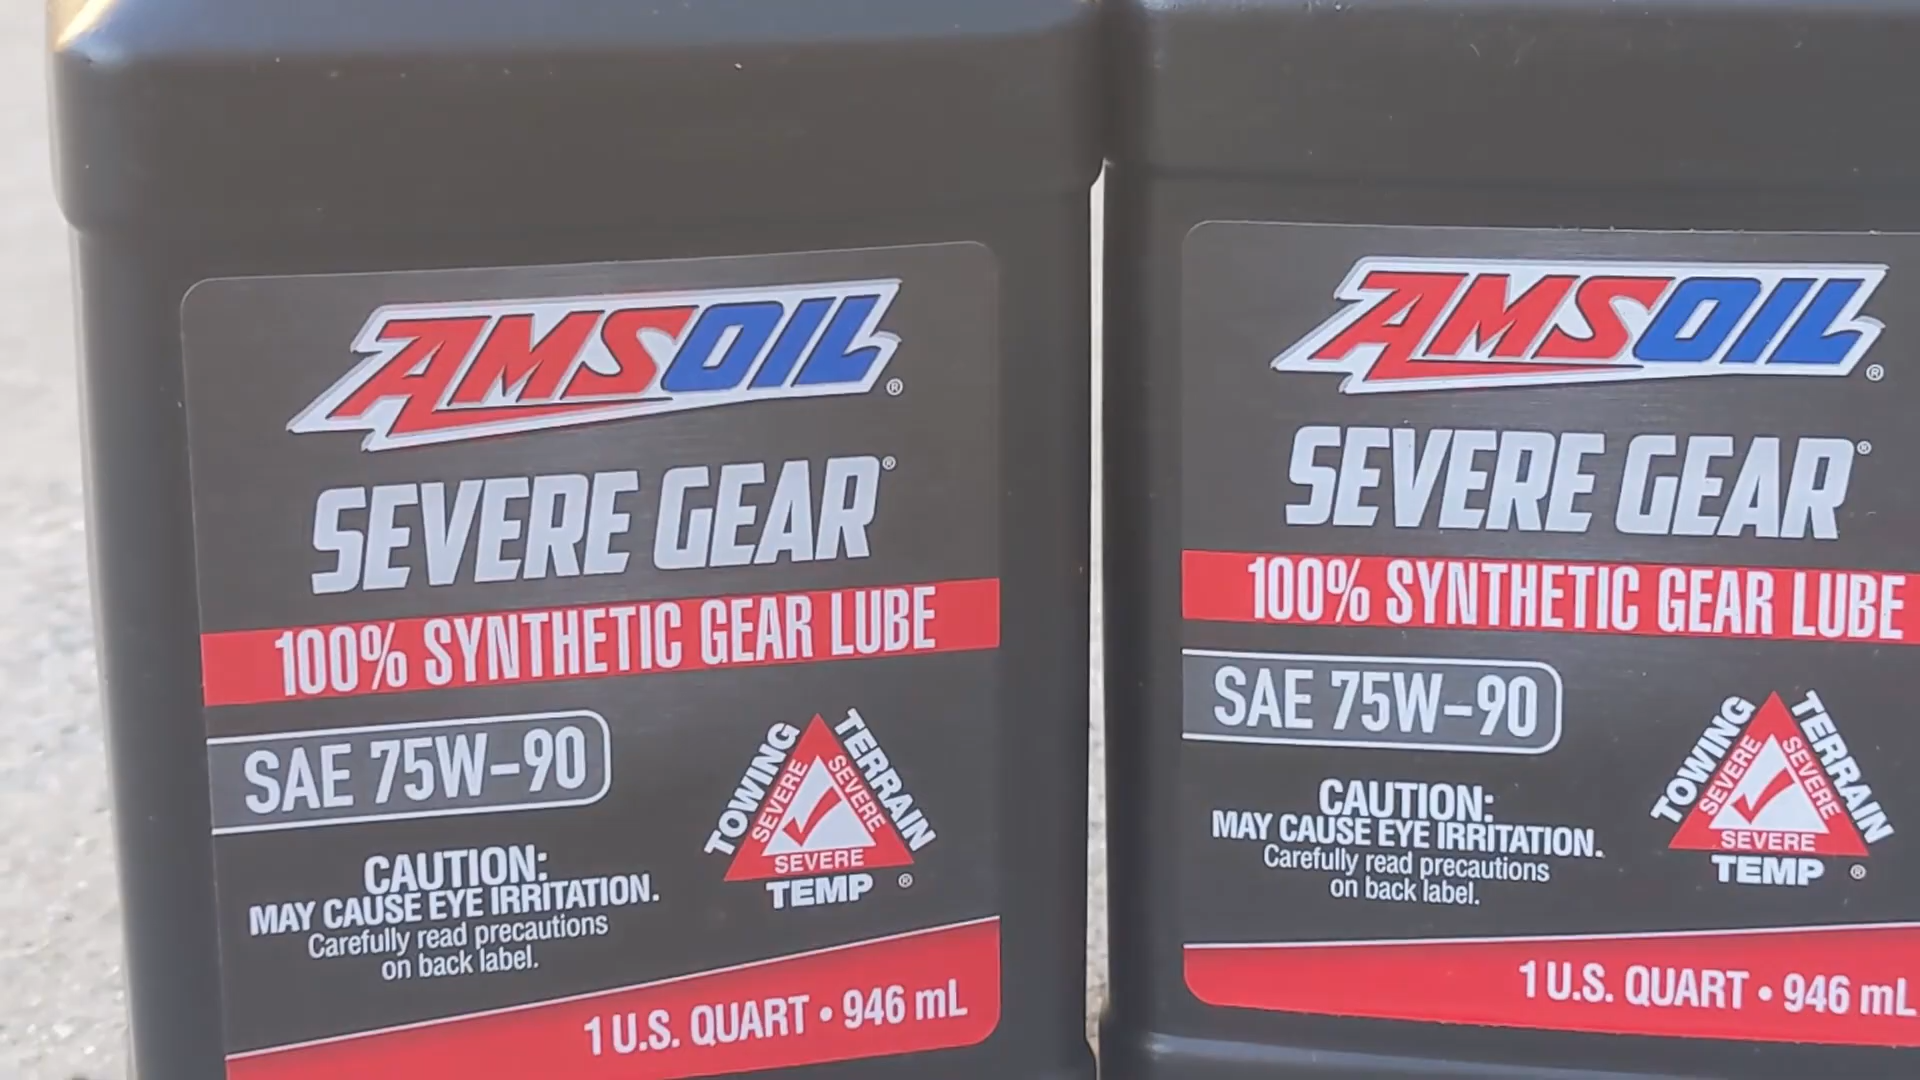 AMSOIL®
SEVERE GEAR®
100% SYNTHETIC GEAR LUBE
SAE 75W-90
TOWING
TERRAIN
SEVERE
SEVERE
SEVERE
TEMP ®
CAUTION:
MAY CAUSE EYE IRRITATION.
Carefully read precautions
on back label.
1 U.S. QUART • 946 mL
AMSOIL®
SEVERE GEAR®
100% SYNTHETIC GEAR LUBE
SAE 75W-90
TOWING
TERRAIN
SEVERE
SEVERE
SEVERE
TEMP ®
CAUTION:
MAY CAUSE EYE IRRITATION.
Carefully read precautions
on back label.
1 U.S. QUART • 946 mL